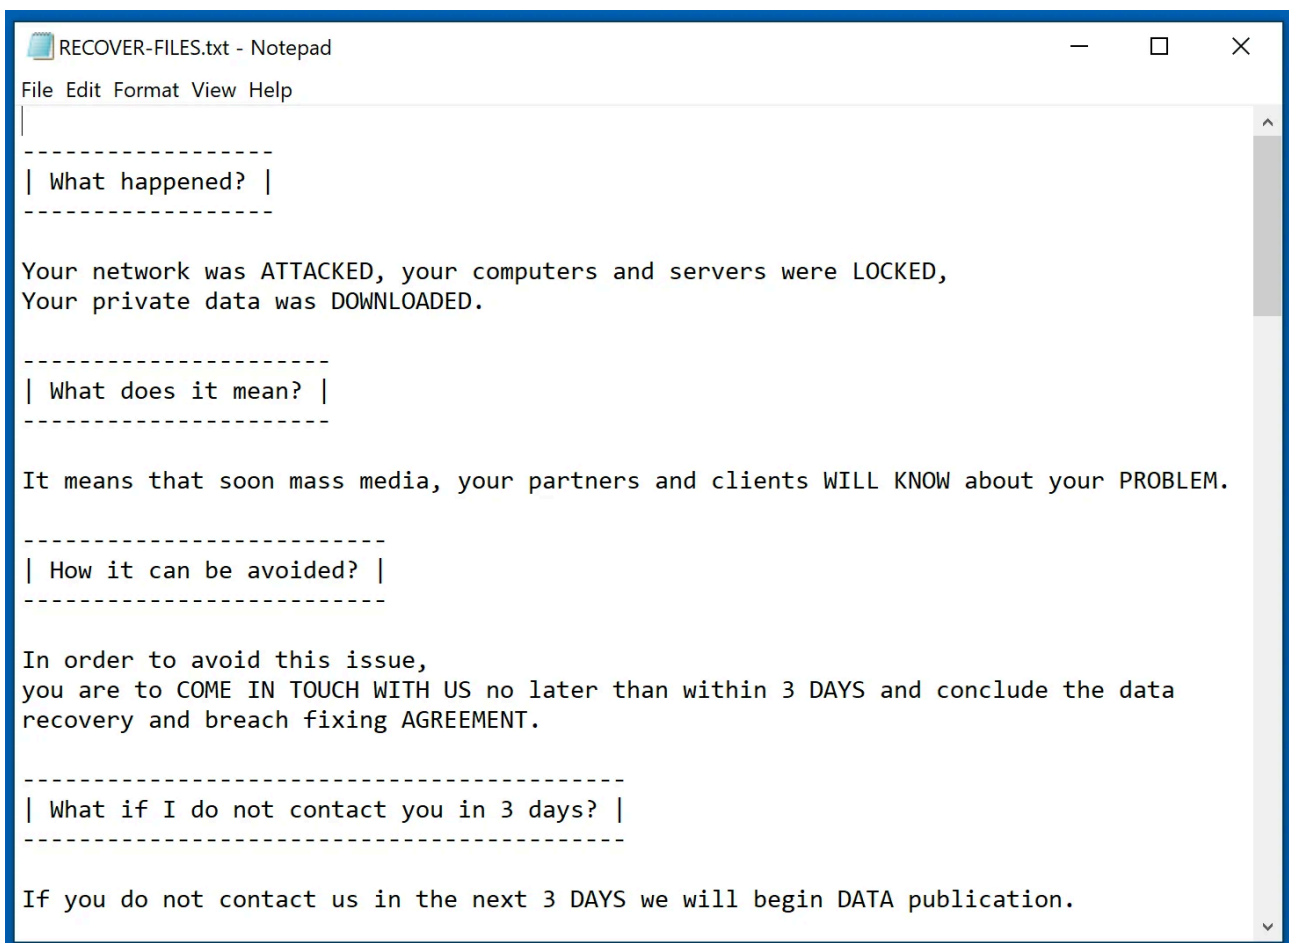 RECOVER-FILES.txt - Notepad
File Edit Format View Help
------------------
| What happened? |
------------------
Your network was ATTACKED, your computers and servers were LOCKED,
Your private data was DOWNLOADED.
----------------------
| What does it mean? |
----------------------
It means that soon mass media, your partners and clients WILL KNOW about your PROBLEM.
--------------------------
| How it can be avoided? |
--------------------------
In order to avoid this issue,
you are to COME IN TOUCH WITH US no later than within 3 DAYS and conclude the data
recovery and breach fixing AGREEMENT.
-------------------------------------------
| What if I do not contact you in 3 days? |
-------------------------------------------
If you do not contact us in the next 3 DAYS we will begin DATA publication.